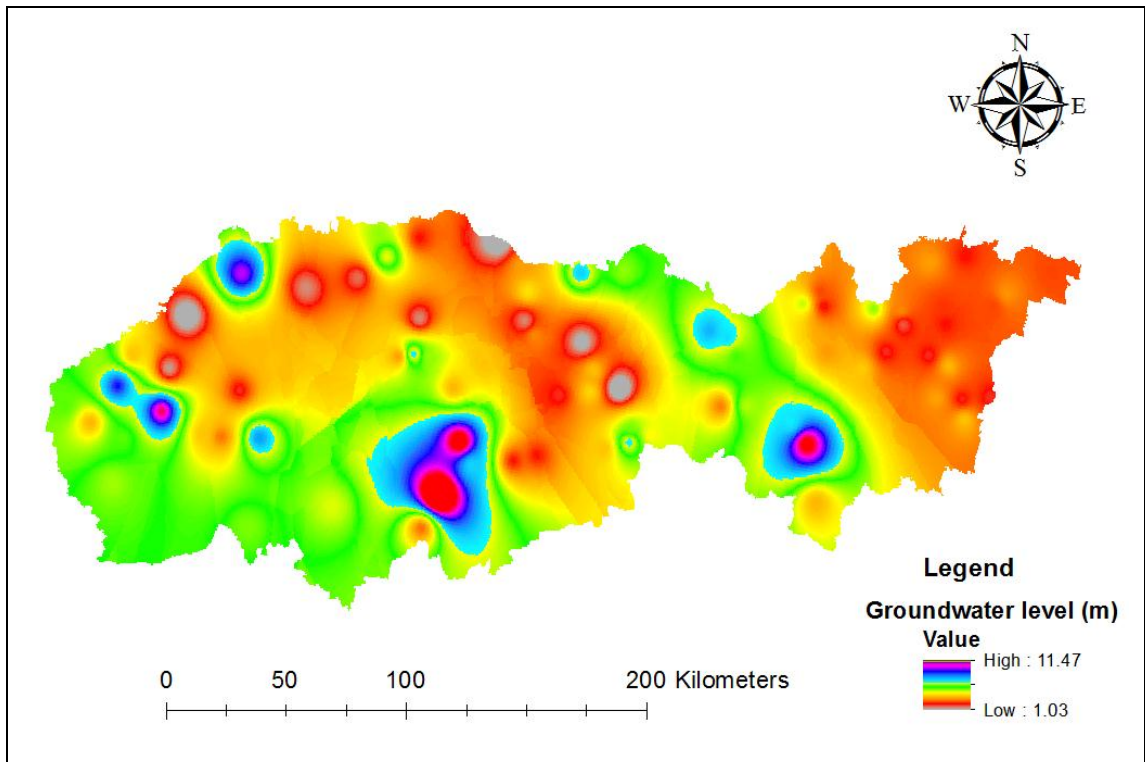 N
W E
S
Legend
Groundwater level (m)
Value
High : 11.47
Low : 1.03
0 50 100 200 Kilometers